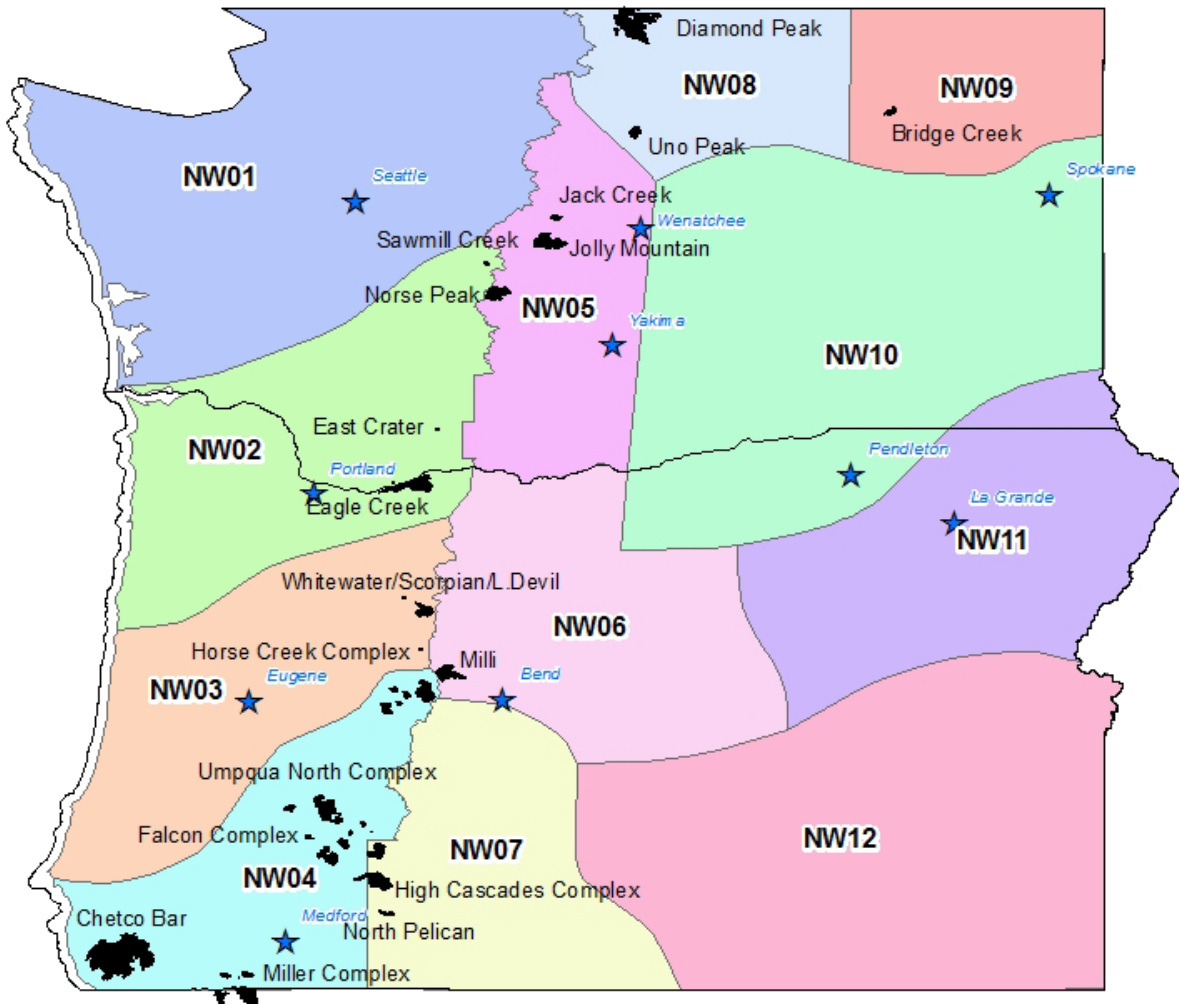 Diamond Peak
NW08
NW09
Bridge Creek
Uno Peak
NW01
Seattle
Spokane
Jack Creek
Wenatchee
Sawmill Creek
Jolly Mountain
Norse Peak
NW05
Yakima
NW10
East Crater
NW02
Portland
Pendleton
Eagle Creek
La Grande
NW11
Whitewater/Scorpian/L.Devil
NW06
Horse Creek Complex
Milli
NW03
Eugene
Bend
Umpqua North Complex
Falcon Complex
NW07
NW12
NW04
High Cascades Complex
Chetco Bar
Medford
North Pelican
Miller Complex